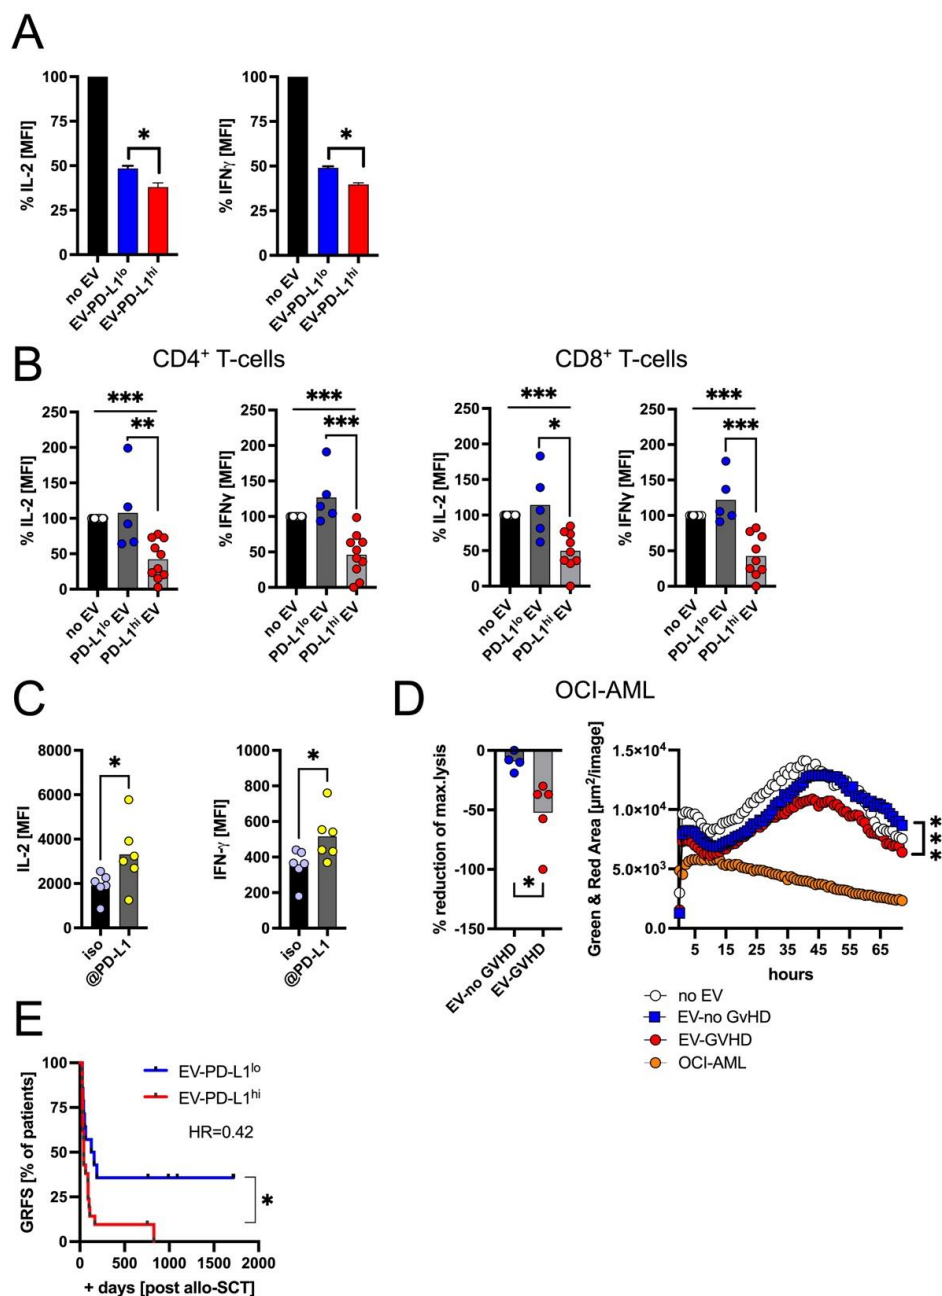 A
% IL-2 [MFI]
100
75
50
25
0
*
no EV
EV-PD-L1lo
EV-PD-L1hi
% IFNγ [MFI]
100
75
50
25
0
*
no EV
EV-PD-L1lo
EV-PD-L1hi
B
CD4+ T-cells
CD8+ T-cells
% IL-2 [MFI]
250
200
150
100
50
0
***
**
no EV
PD-L1lo EV
PD-L1hi EV
% IFNγ [MFI]
250
200
150
100
50
0
***
***
no EV
PD-L1lo EV
PD-L1hi EV
% IL-2 [MFI]
250
200
150
100
50
0
***
*
no EV
PD-L1lo EV
PD-L1hi EV
% IFNγ [MFI]
250
200
150
100
50
0
***
***
no EV
PD-L1lo EV
PD-L1hi EV
C
IL-2 [MFI]
8000
6000
4000
2000
0
*
iso
@PD-L1
IFN-γ [MFI]
1000
800
600
400
200
0
*
iso
@PD-L1
D
OCI-AML
% reduction of max.lysis
0
-50
-100
-150
*
EV-no GVHD
EV-GVHD
Green & Red Area [µm²/image]
1.5×10⁴
1.0×10⁴
5.0×10³
0.0
5 15 25 35 45 55 65
hours
***
no EV
EV-no GvHD
EV-GVHD
OCI-AML
E
GRFS [% of patients]
100
75
50
25
0
EV-PD-L1lo
EV-PD-L1hi
HR=0.42
*
0 500 1000 1500 2000
+ days [post allo-SCT]